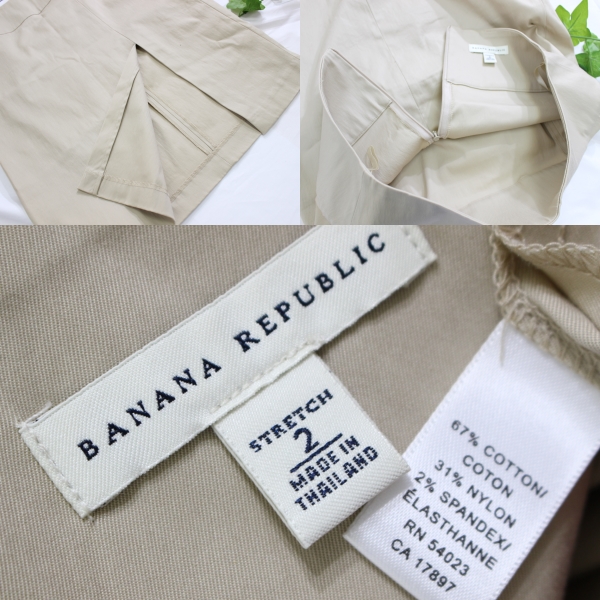 BANANA REPUBLIC
STRETCH
2
MADE IN
THAILAND
67% COTTON/
COTON
31% NYLON
2% SPANDEX/
ÉLASTHANNE
RN 54023
CA 17897